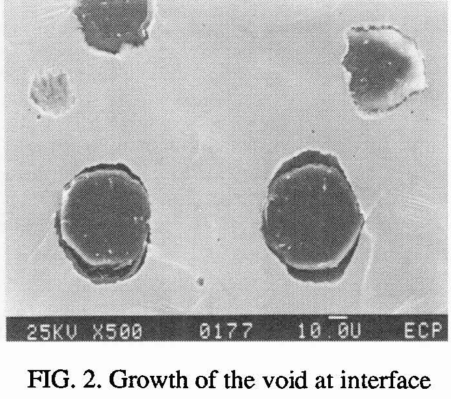 25KV X500 0177 10.0U ECP
FIG. 2. Growth of the void at interface